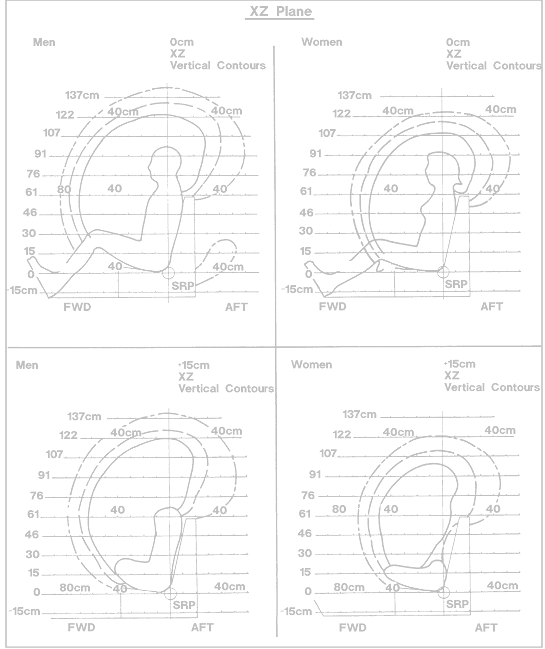 XZ Plane
Men
0cm
XZ
Vertical Contours
137cm
122 40cm 40cm
107
91
76
61 80 40 40
46
30
15
0 40cm 40cm
-15cm SRP
FWD AFT
Women
0cm
XZ
Vertical Contours
137cm
122 40cm 40cm
107
91
76
61 40 40
46
30
15
0
-15cm SRP
FWD AFT
Men
-15cm
XZ
Vertical Contours
137cm
122 40cm 40cm
107
91
76
61 40 40
46
30
15
0 80cm 40 40cm
-15cm SRP
FWD AFT
Women
-15cm
XZ
Vertical Contours
137cm
122 40cm 40cm
107
91
76
61 80 40 40
46
30
15
0 80cm 40 40cm
-15cm SRP
FWD AFT